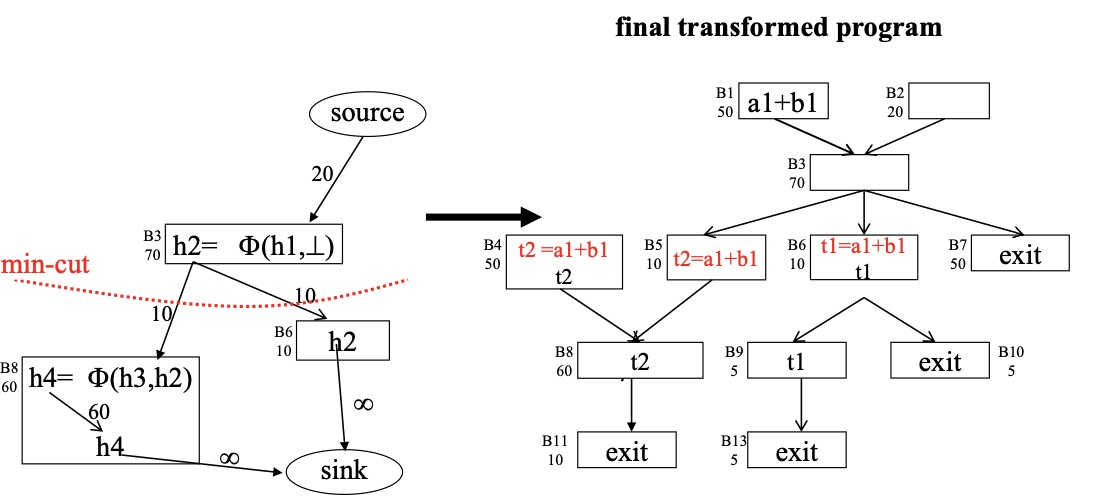 final transformed program
source
20
B3
70
h2= Φ(h1,⊥)
min-cut
10
10
B6
10
h2
B8
60
h4= Φ(h3,h2)
60
h4
∞
∞
sink
B1
50
a1+b1
B2
20
B3
70
B4
50
t2 =a1+b1
t2
B5
10
t2=a1+b1
B6
10
t1=a1+b1
t1
B7
50
exit
B8
60
t2
B9
5
t1
exit
B10
5
B11
10
exit
B13
5
exit